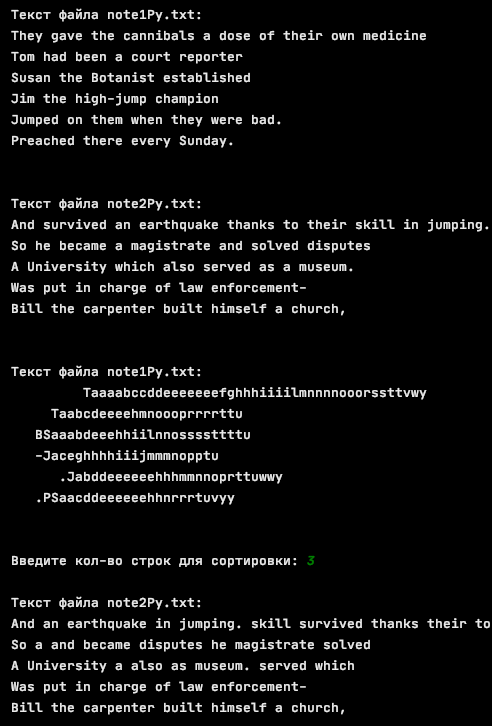 Текст файла note1Py.txt:
They gave the cannibals a dose of their own medicine
Tom had been a court reporter
Susan the Botanist established
Jim the high-jump champion
Jumped on them when they were bad.
Preached there every Sunday.
Текст файла note2Py.txt:
And survived an earthquake thanks to their skill in jumping.
So he became a magistrate and solved disputes
A University which also served as a museum.
Was put in charge of law enforcement-
Bill the carpenter built himself a church,
Текст файла note1Py.txt:
Taaaabccddeeeeeeefghhhiiiilmnnnnooorssttvwy
Taabcdeeeehmnoooprrrrttu
BSaaabdeeehhiilnnosssssttttu
-Jaceghhhhiiijmmmnopptu
.Jabddeeeeeehhhmmnnoprttuwwy
.PSaacddeeeeeehhnrrrtuvyy
Введите кол-во строк для сортировки: 3
Текст файла note2Py.txt:
And an earthquake in jumping. skill survived thanks their to
So a and became disputes he magistrate solved
A University a also as museum. served which
Was put in charge of law enforcement-
Bill the carpenter built himself a church,